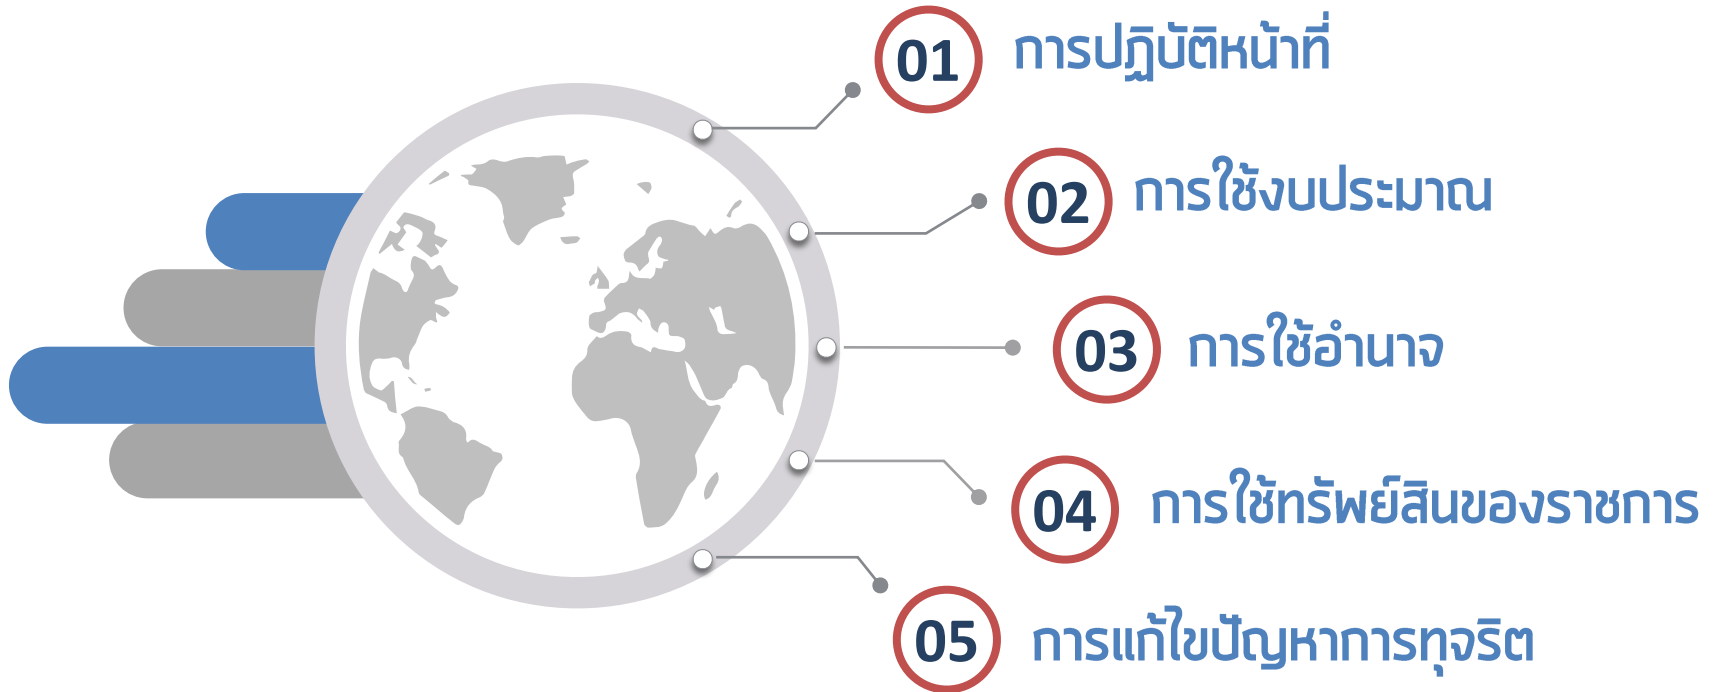 01 การปฏิบัติหน้าที่
02 การใช้งบประมาณ
03 การใช้อำนาจ
04 การใช้ทรัพย์สินของราชการ
05 การแก้ไขปัญหาการทุจริต